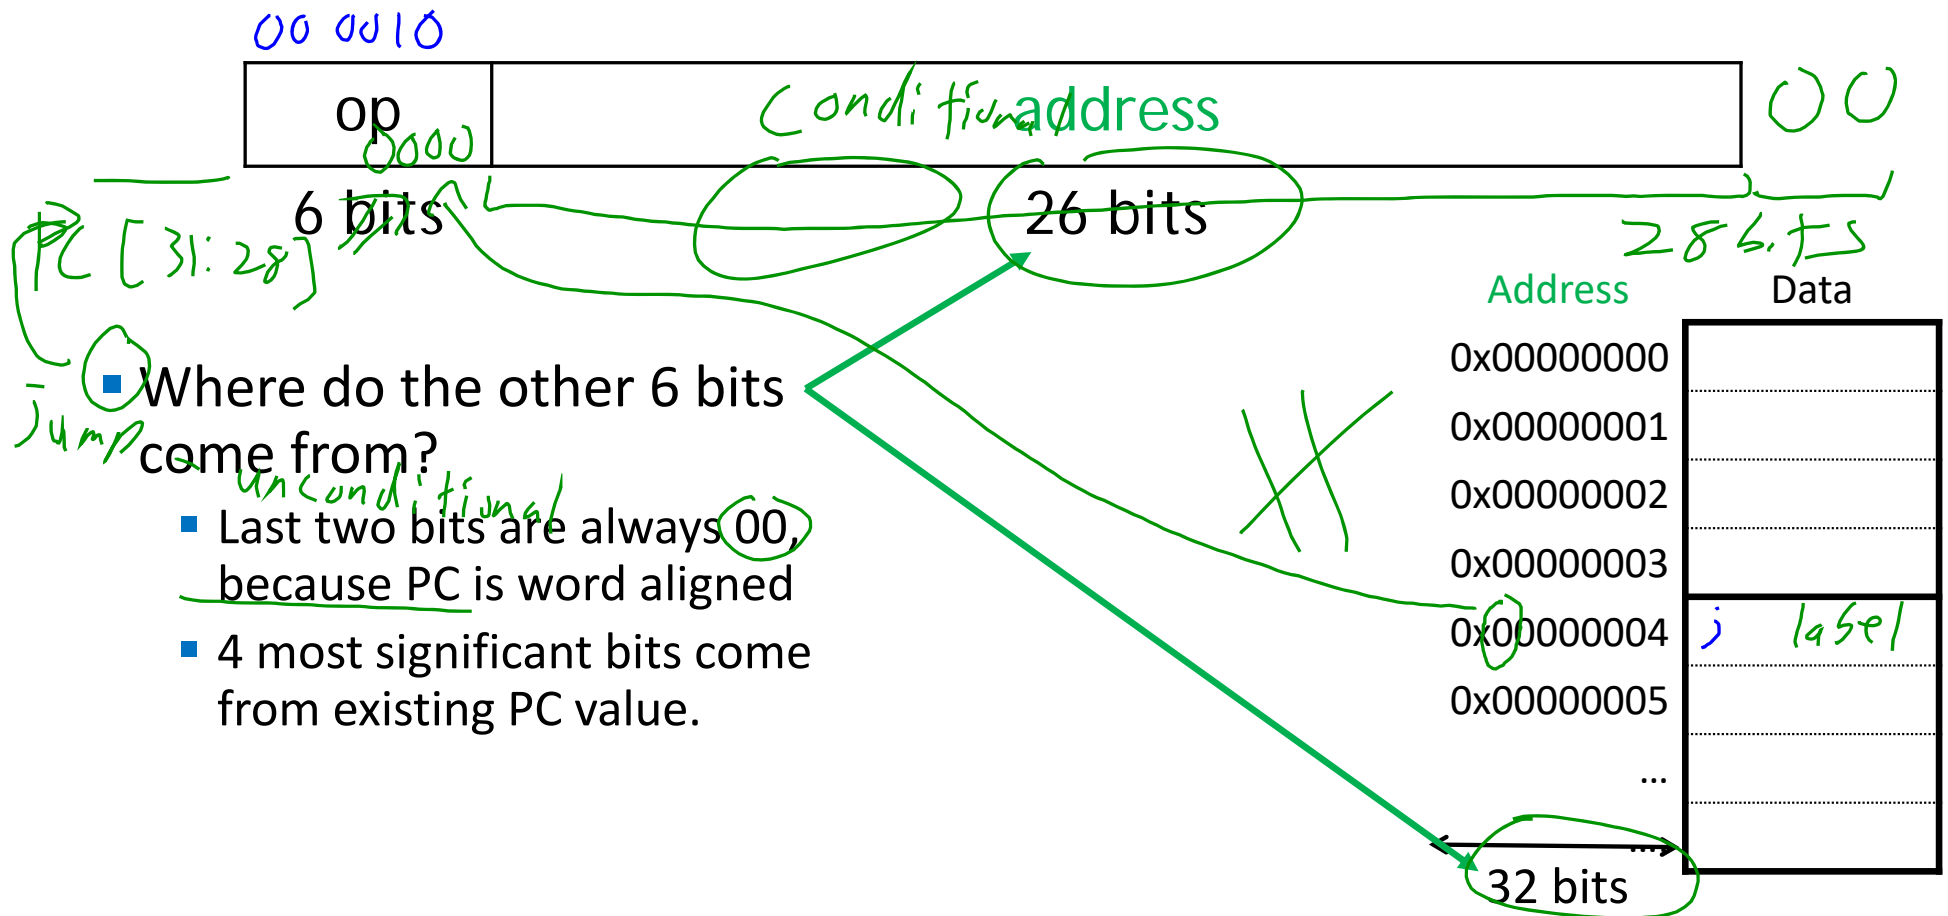 00 0010
op
Conditional
address
00
0000
6 bits
26 bits
28 bits
PC [31:28]
Address
Data
0x00000000
Where do the other 6 bits
come from?
jump
- unconditional
0x00000001
0x00000002
Last two bits are always 00,
because PC is word aligned
0x00000003
4 most significant bits come
from existing PC value.
0x00000004
j label
0x00000005
...
....
32 bits